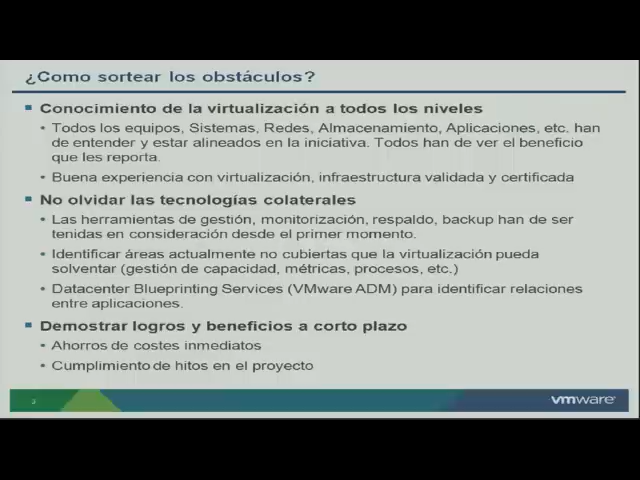 ¿Como sortear los obstáculos?
Conocimiento de la virtualización a todos los niveles
Todos los equipos, Sistemas, Redes, Almacenamiento, Aplicaciones, etc. han
de entender y estar alineados en la iniciativa. Todos han de ver el beneficio
que les reporta.
Buena experiencia con virtualización, infraestructura validada y certificada
No olvidar las tecnologías colaterales
Las herramientas de gestión, monitorización, respaldo, backup han de ser
tenidas en consideración desde el primer momento.
Identificar áreas actualmente no cubiertas que la virtualización pueda
solventar (gestión de capacidad, métricas, procesos, etc.)
Datacenter Blueprinting Services (VMware ADM) para identificar relaciones
entre aplicaciones.
Demostrar logros y beneficios a corto plazo
Ahorros de costes inmediatos
Cumplimiento de hitos en el proyecto
vmware